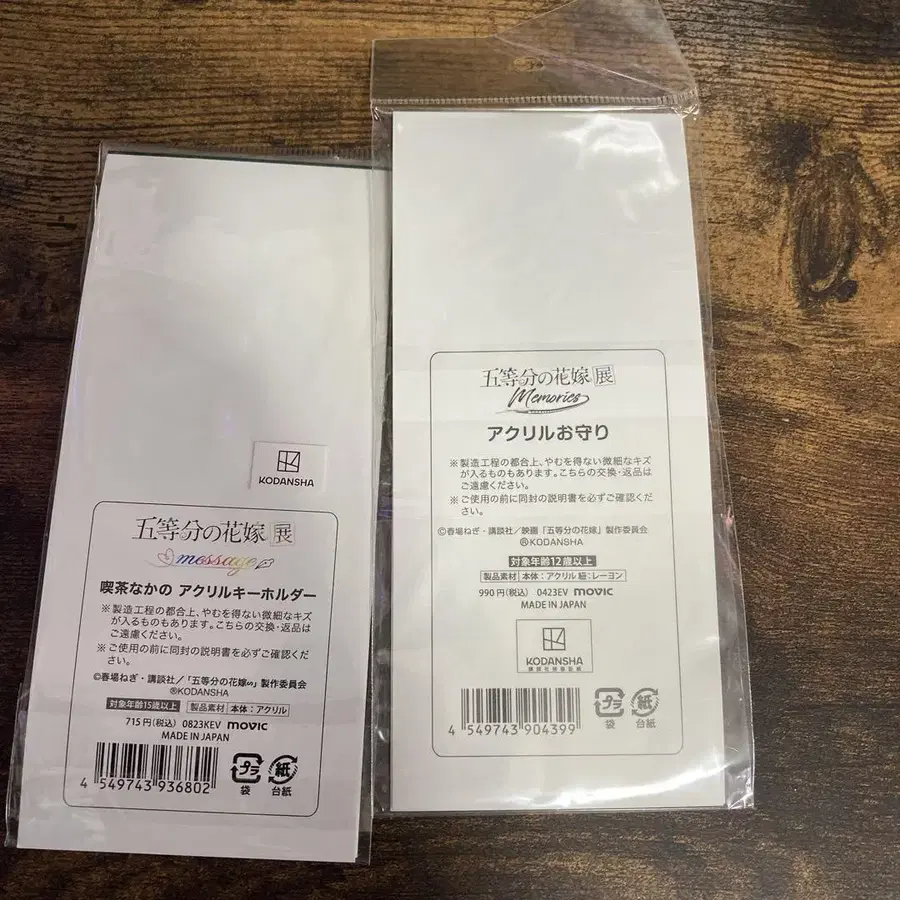 KODANSHA
五等分の花嫁 展
message
喫茶なかの アクリルキーホルダー
※製造工程の都合上、やむを得ない微細なキズ
が入るものもあります。こちらの交換・返品は
ご遠慮ください。
※ご使用の前に同封の説明書を必ずご確認くだ
さい。
©春場ねぎ・講談社/「五等分の花嫁∽」製作委員会
®KODANSHA
対象年齢15歳以上 製品素材 本体:アクリル
715円(税込) 0823KEV movic
MADE IN JAPAN
4 549743 936802
プラ 袋
紙 台紙
五等分の花嫁 展
Memories
アクリルお守り
※製造工程の都合上、やむを得ない微細なキズ
が入るものもあります。こちらの交換・返品は
ご遠慮ください。
※ご使用の前に同封の説明書を必ずご確認くだ
さい。
©春場ねぎ・講談社/映画「五等分の花嫁」製作委員会
®KODANSHA
対象年齢12歳以上
製品素材 本体:アクリル 紐:レーヨン
990円(税込) 0423EV movic
MADE IN JAPAN
KODANSHA
4 549743 904399
プラ 袋
紙 台紙